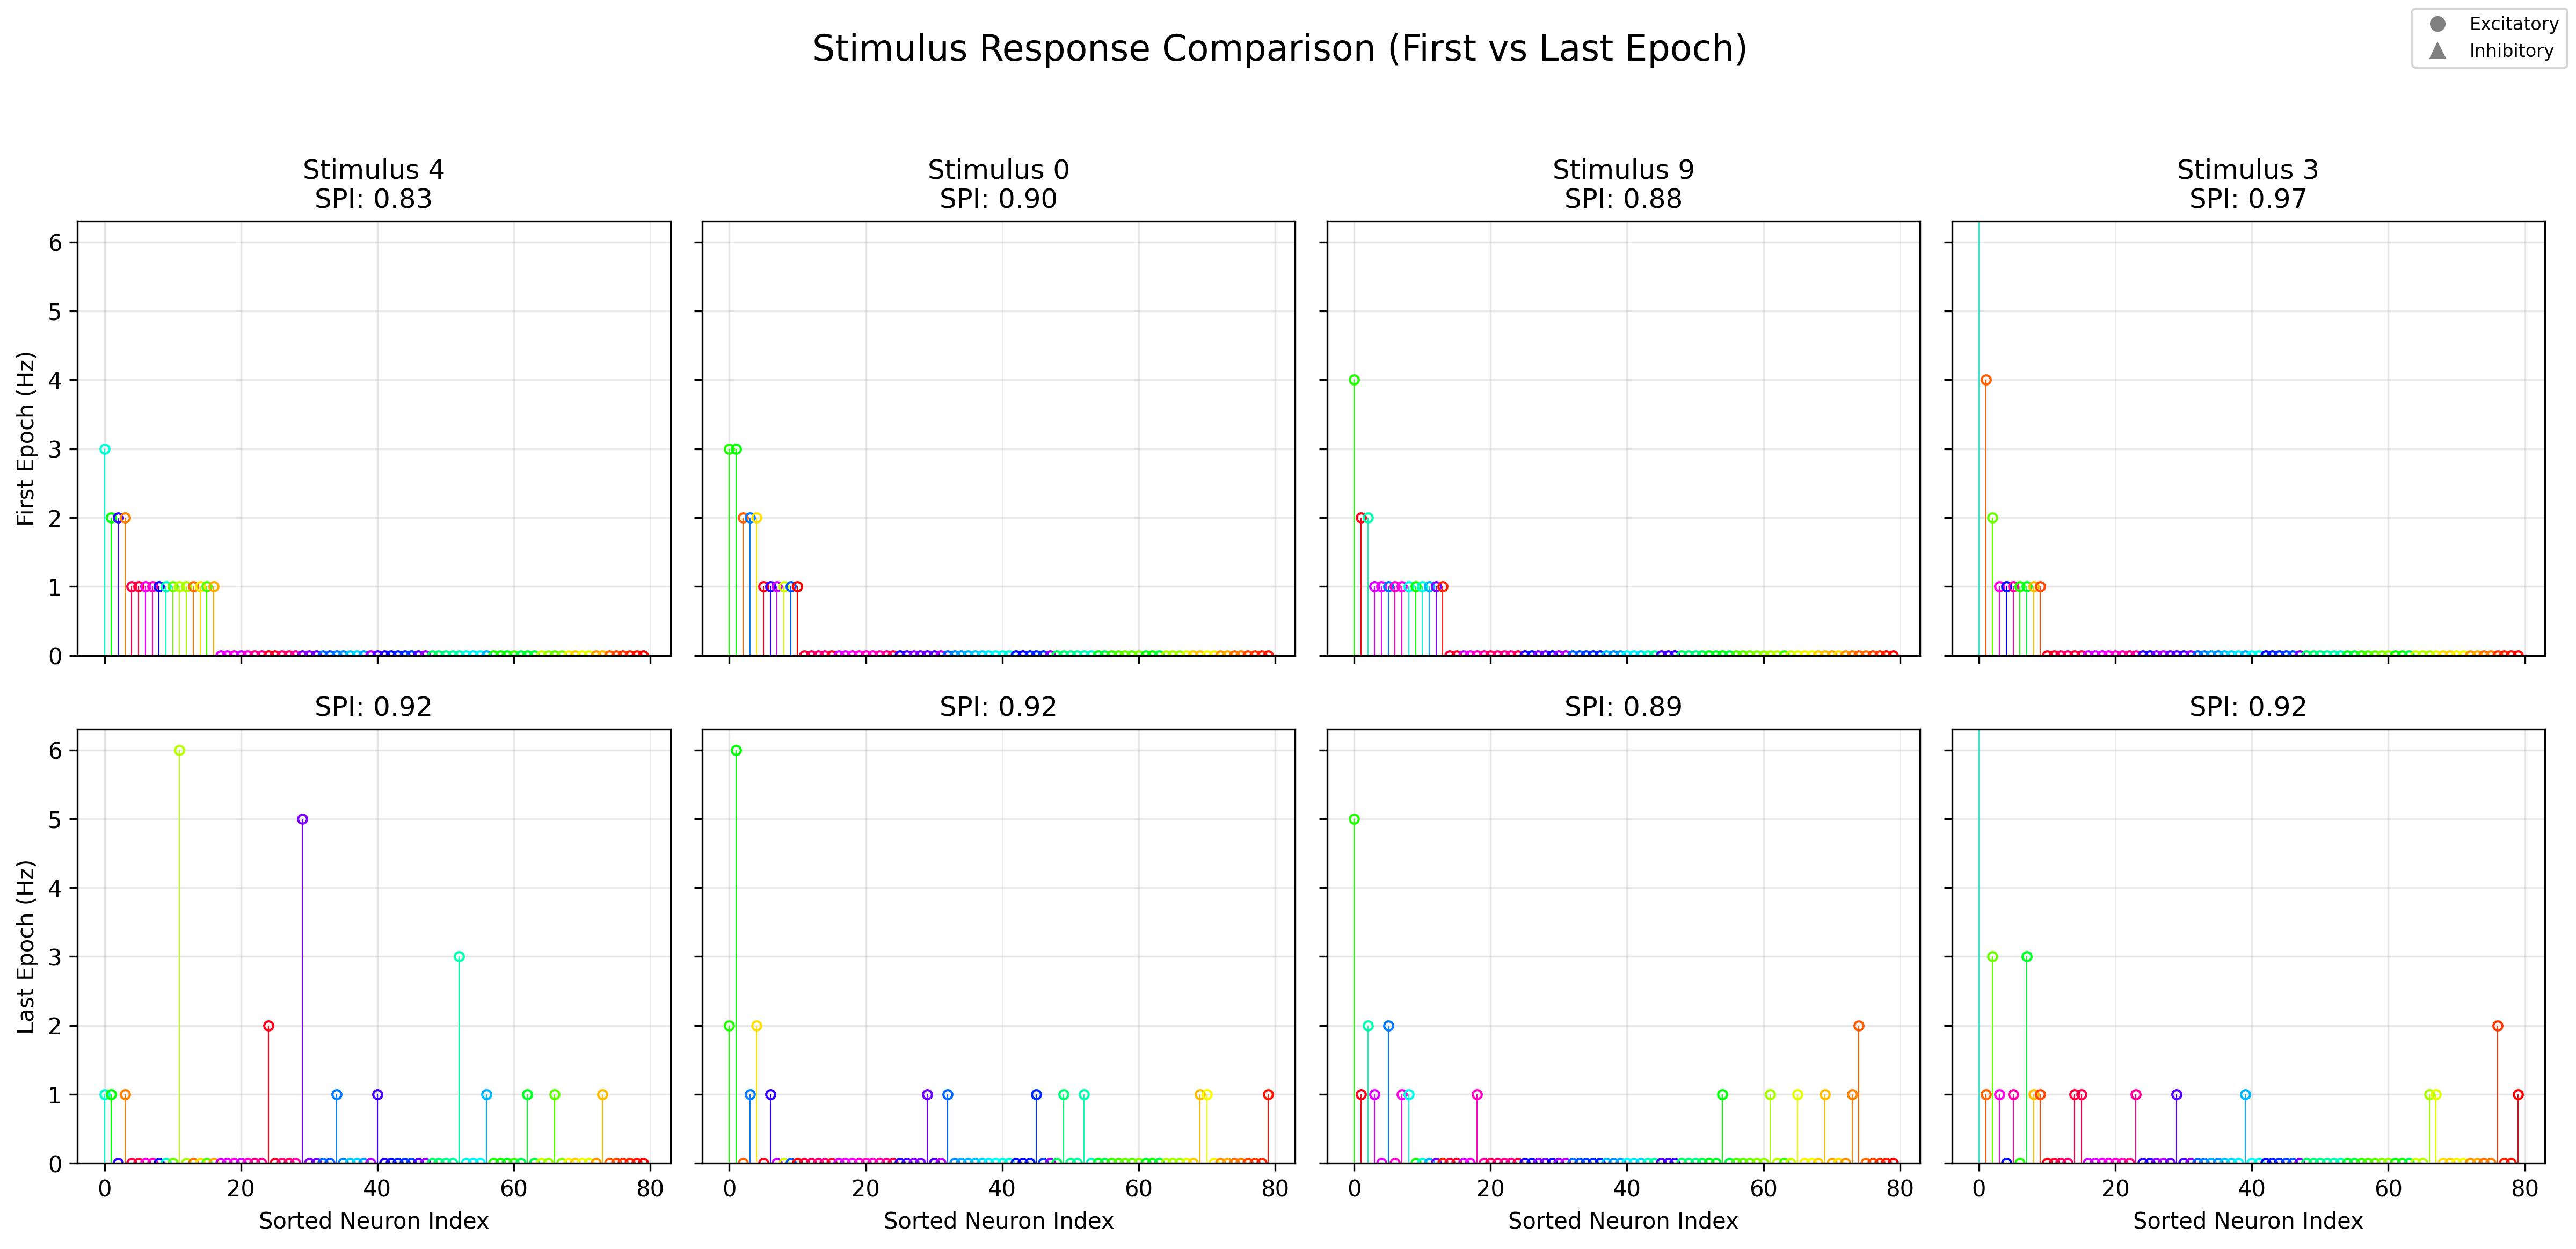 Stimulus Response Comparison (First vs Last Epoch)
Excitatory
Inhibitory
Stimulus 4
SPI: 0.83
Stimulus 0
SPI: 0.90
Stimulus 9
SPI: 0.88
Stimulus 3
SPI: 0.97
First Epoch (Hz)
6
5
4
3
2
1
0
SPI: 0.92
SPI: 0.92
SPI: 0.89
SPI: 0.92
Last Epoch (Hz)
6
5
4
3
2
1
0
0 20 40 60 80
0 20 40 60 80
0 20 40 60 80
0 20 40 60 80
Sorted Neuron Index
Sorted Neuron Index
Sorted Neuron Index
Sorted Neuron Index